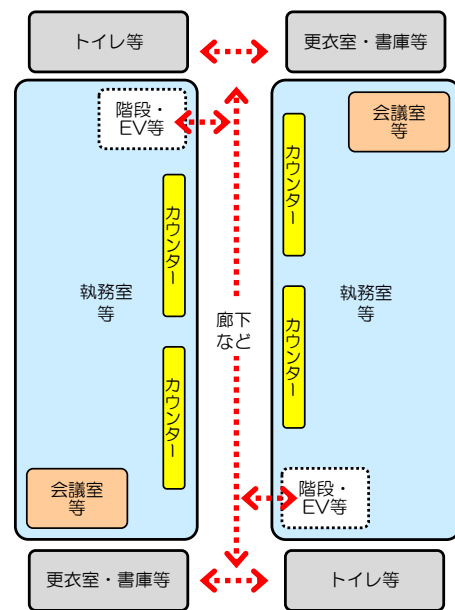 トイレ等
更衣室・書庫等
階段・
EV等
会議室
等
カウンター
カウンター
執務室
等
執務室
等
廊下
など
カウンター
カウンター
会議室
等
階段・
EV等
更衣室・書庫等
トイレ等